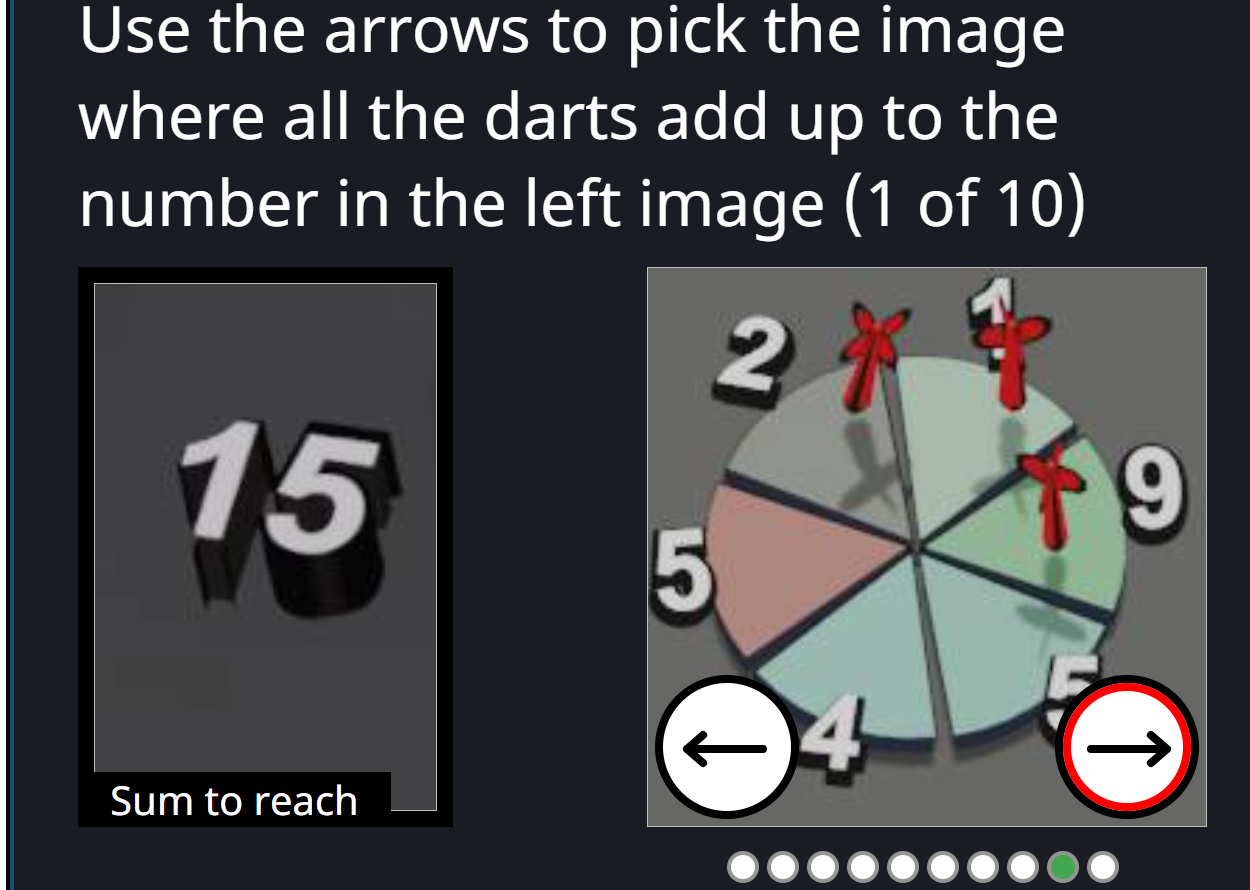 Use the arrows to pick the image
where all the darts add up to the
number in the left image (1 of 10)
15
Sum to reach
2
1
9
5
5
4